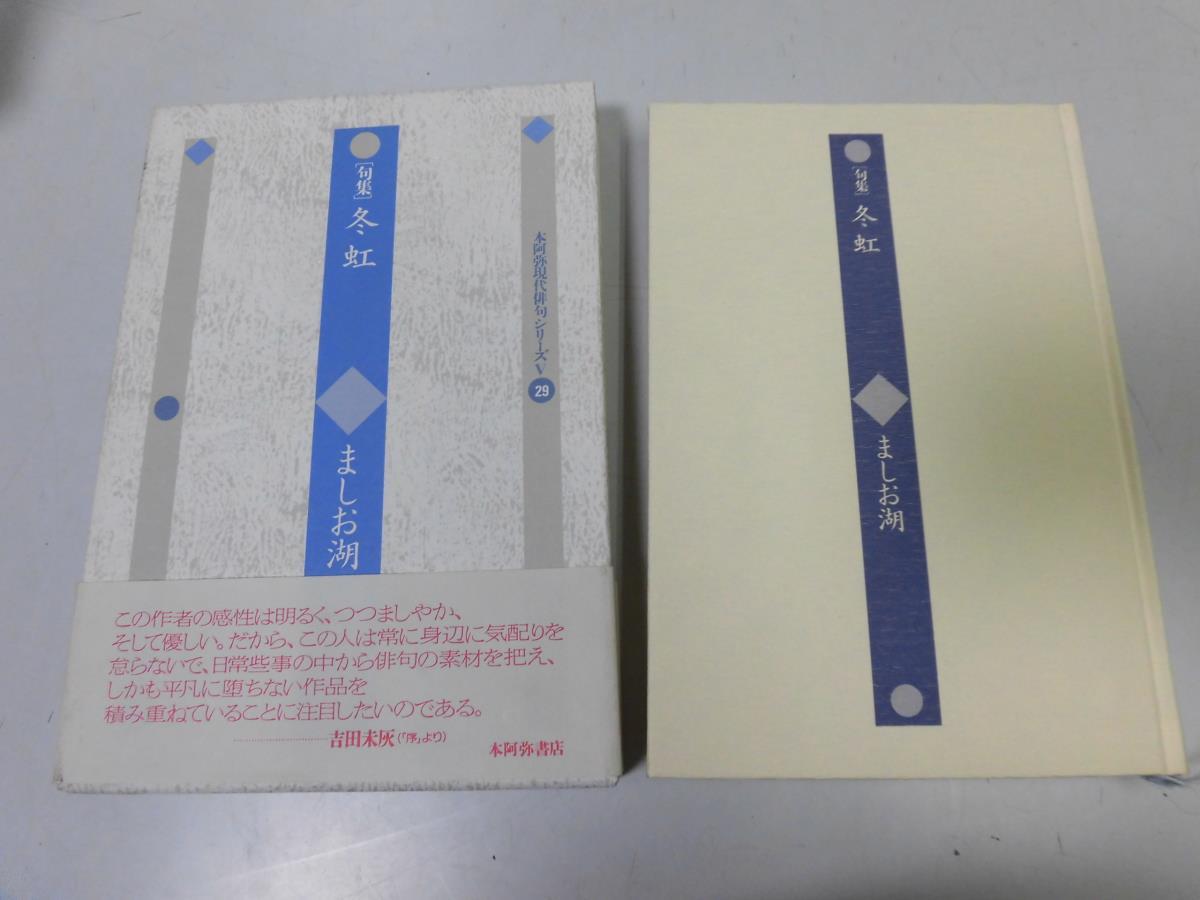 [句集] 冬虹
ましお湖
本阿弥現代俳句シリーズV
29
この作者の感性は明るく、つつましやか、
そして優しい。だから、この人は常に身辺に気配りを
怠らないで、日常些事の中から俳句の素材を把え、
しかも平凡に堕ちない作品を
積み重ねていることに注目したいのである。
……………………吉田未灰(「序」より)
本阿弥書店
[句集] 冬虹
ましお湖